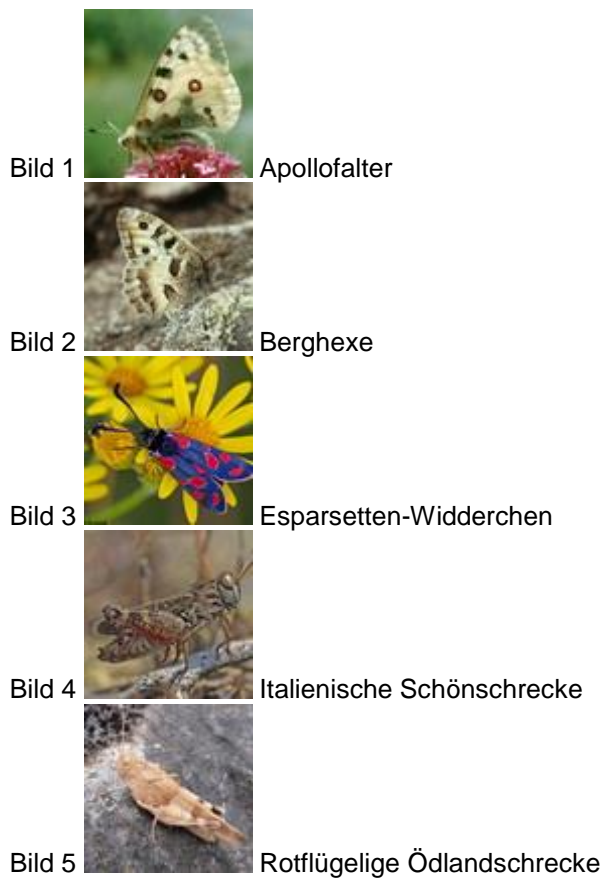 Bild 1 Apollofalter
Bild 2 Berghexe
Bild 3 Esparsetten-Widderchen
Bild 4 Italienische Schönschrecke
Bild 5 Rotflügelige Ödlandschrecke